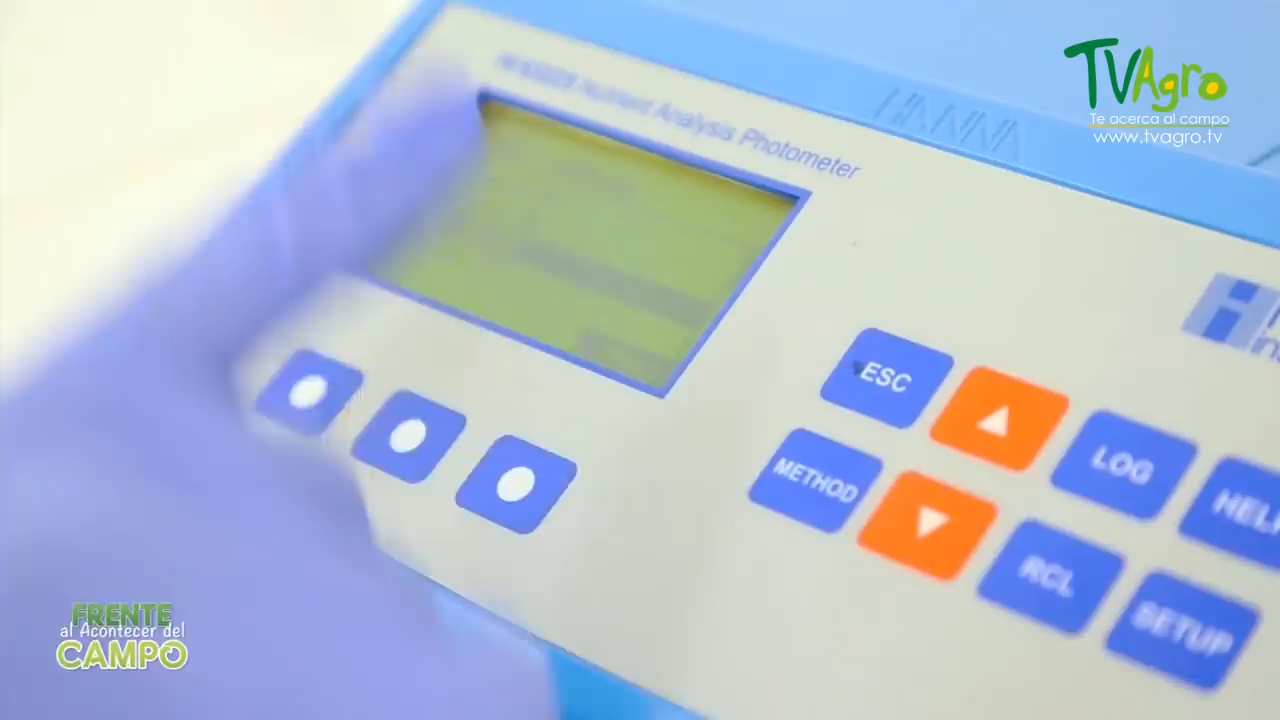 Nutrient Analysis Photometer
HANNA
TVAgro
Te acerca al campo
www.tvagro.tv
ESC
LOG
METHOD
RCL
SETUP
FRENTE
al Acontecer del
CAMPO